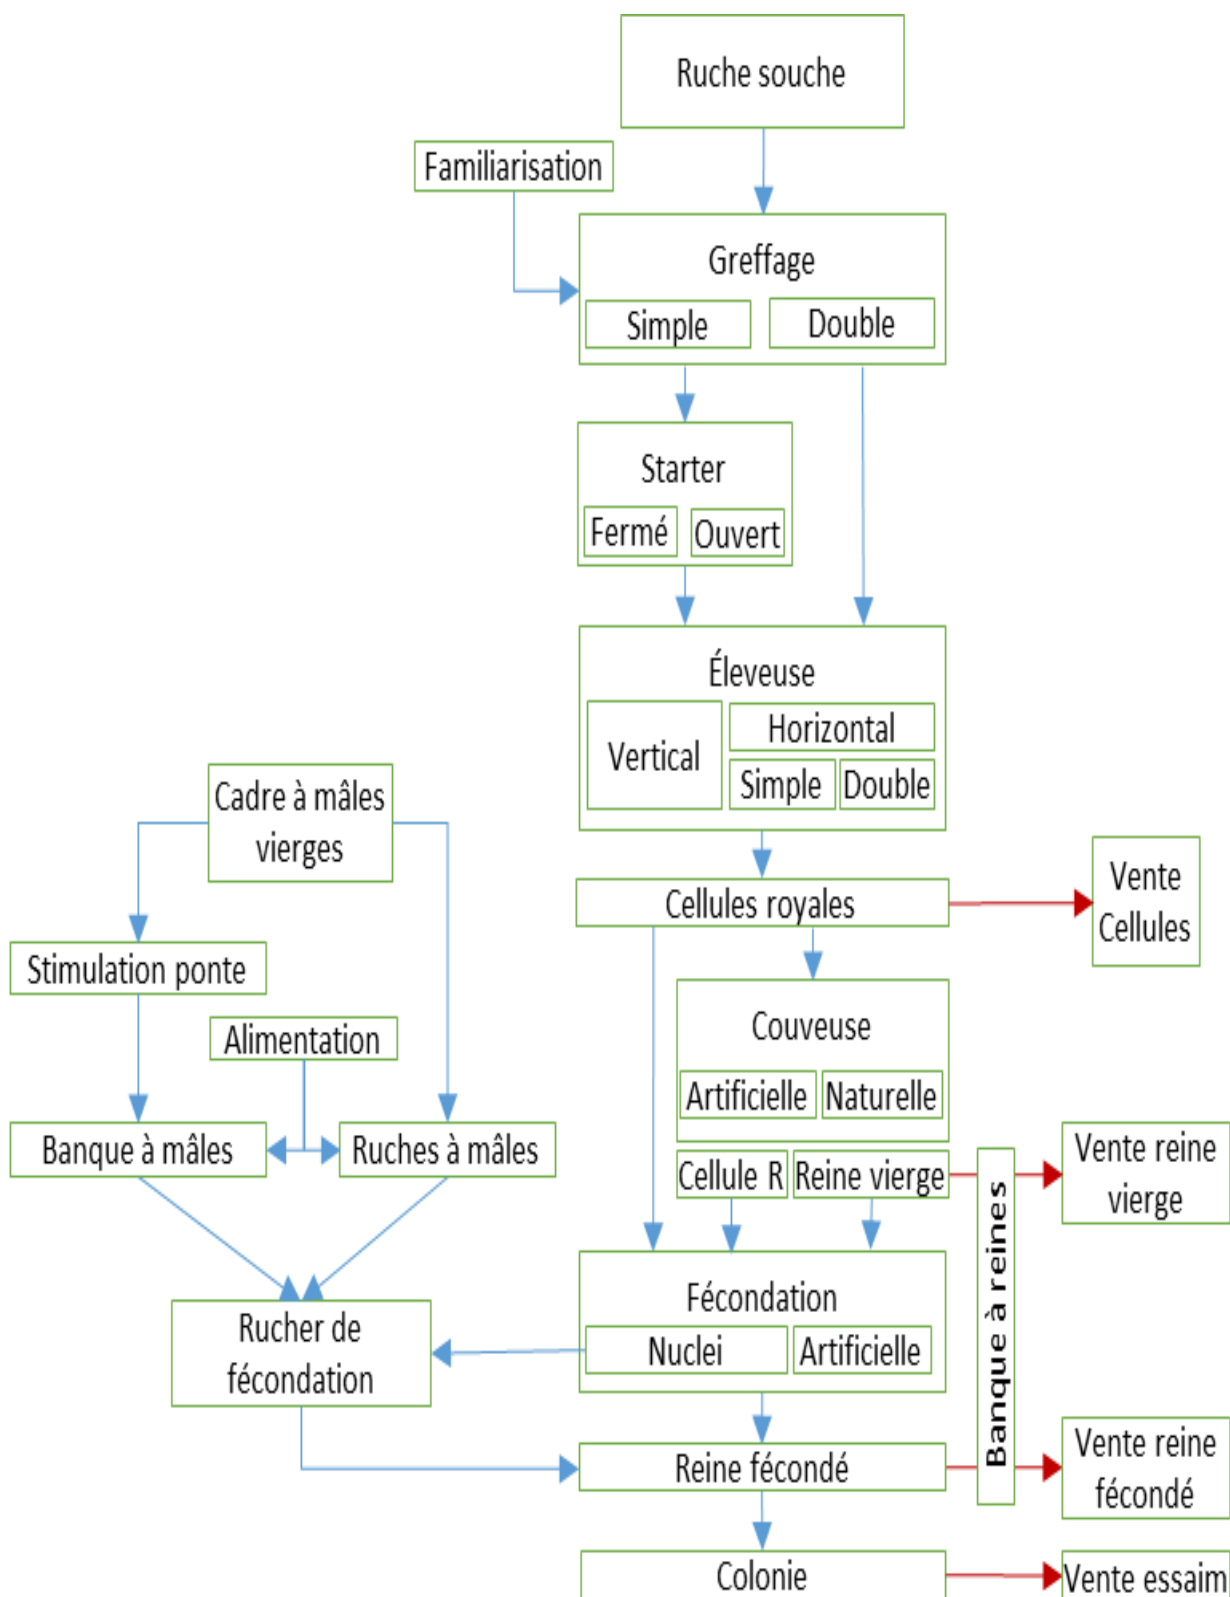 Ruche souche
Familiarisation
Greffage
Simple
Double
Starter
Fermé
Ouvert
Éleveuse
Vertical
Horizontal
Simple
Double
Cadre à mâles
vierges
Cellules royales
Vente
Cellules
Stimulation ponte
Alimentation
Couveuse
Artificielle
Naturelle
Banque à mâles
Ruches à mâles
Cellule R
Reine vierge
Banque à reines
Vente reine
vierge
Fécondation
Nuclei
Artificielle
Rucher de
fécondation
Reine fécondé
Vente reine
fécondé
Colonie
Vente essaim